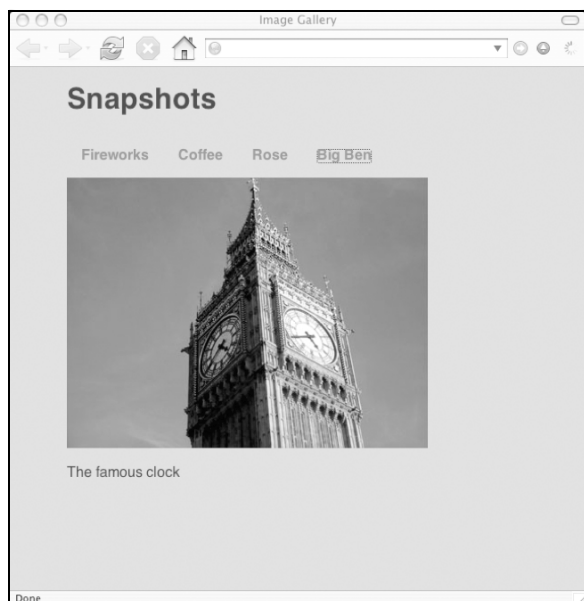 Image Gallery
Snapshots
Fireworks Coffee Rose Big Ben
The famous clock
Done